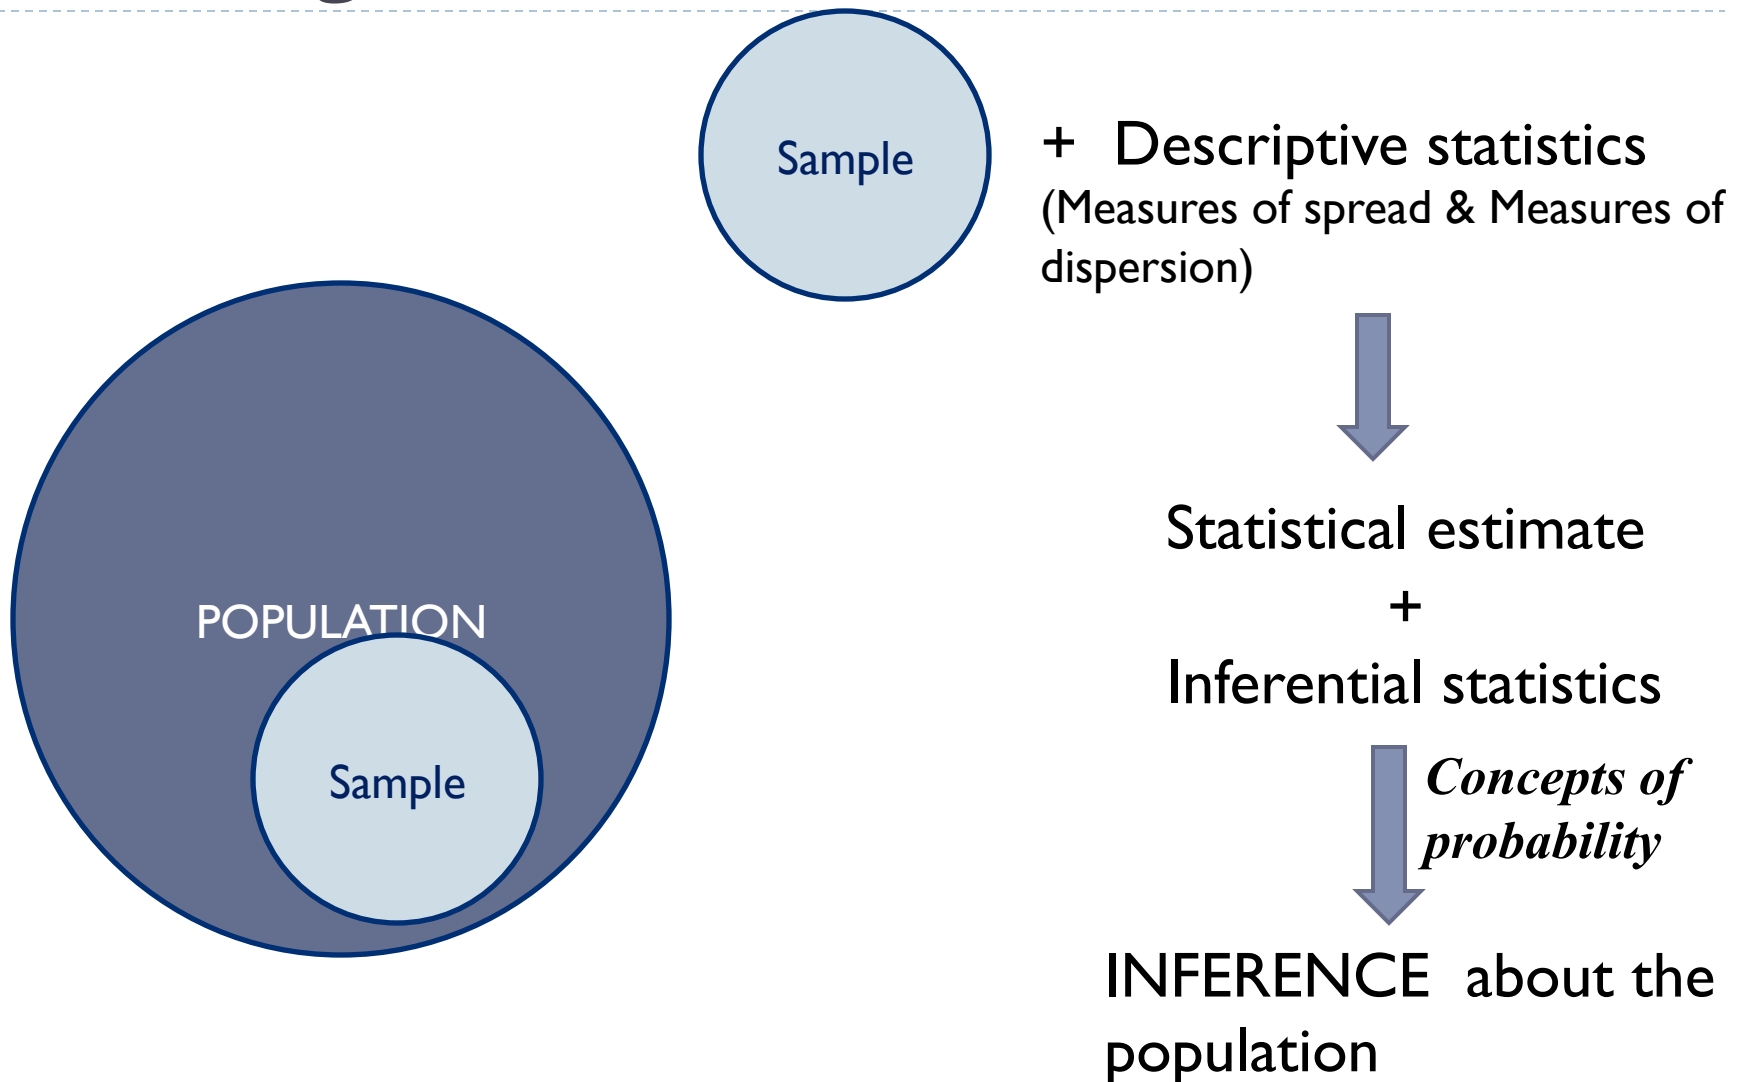 Sample
+ Descriptive statistics
(Measures of spread & Measures of
dispersion)
POPULATION
Sample
Statistical estimate
+
Inferential statistics
Concepts of
probability
INFERENCE about the
population